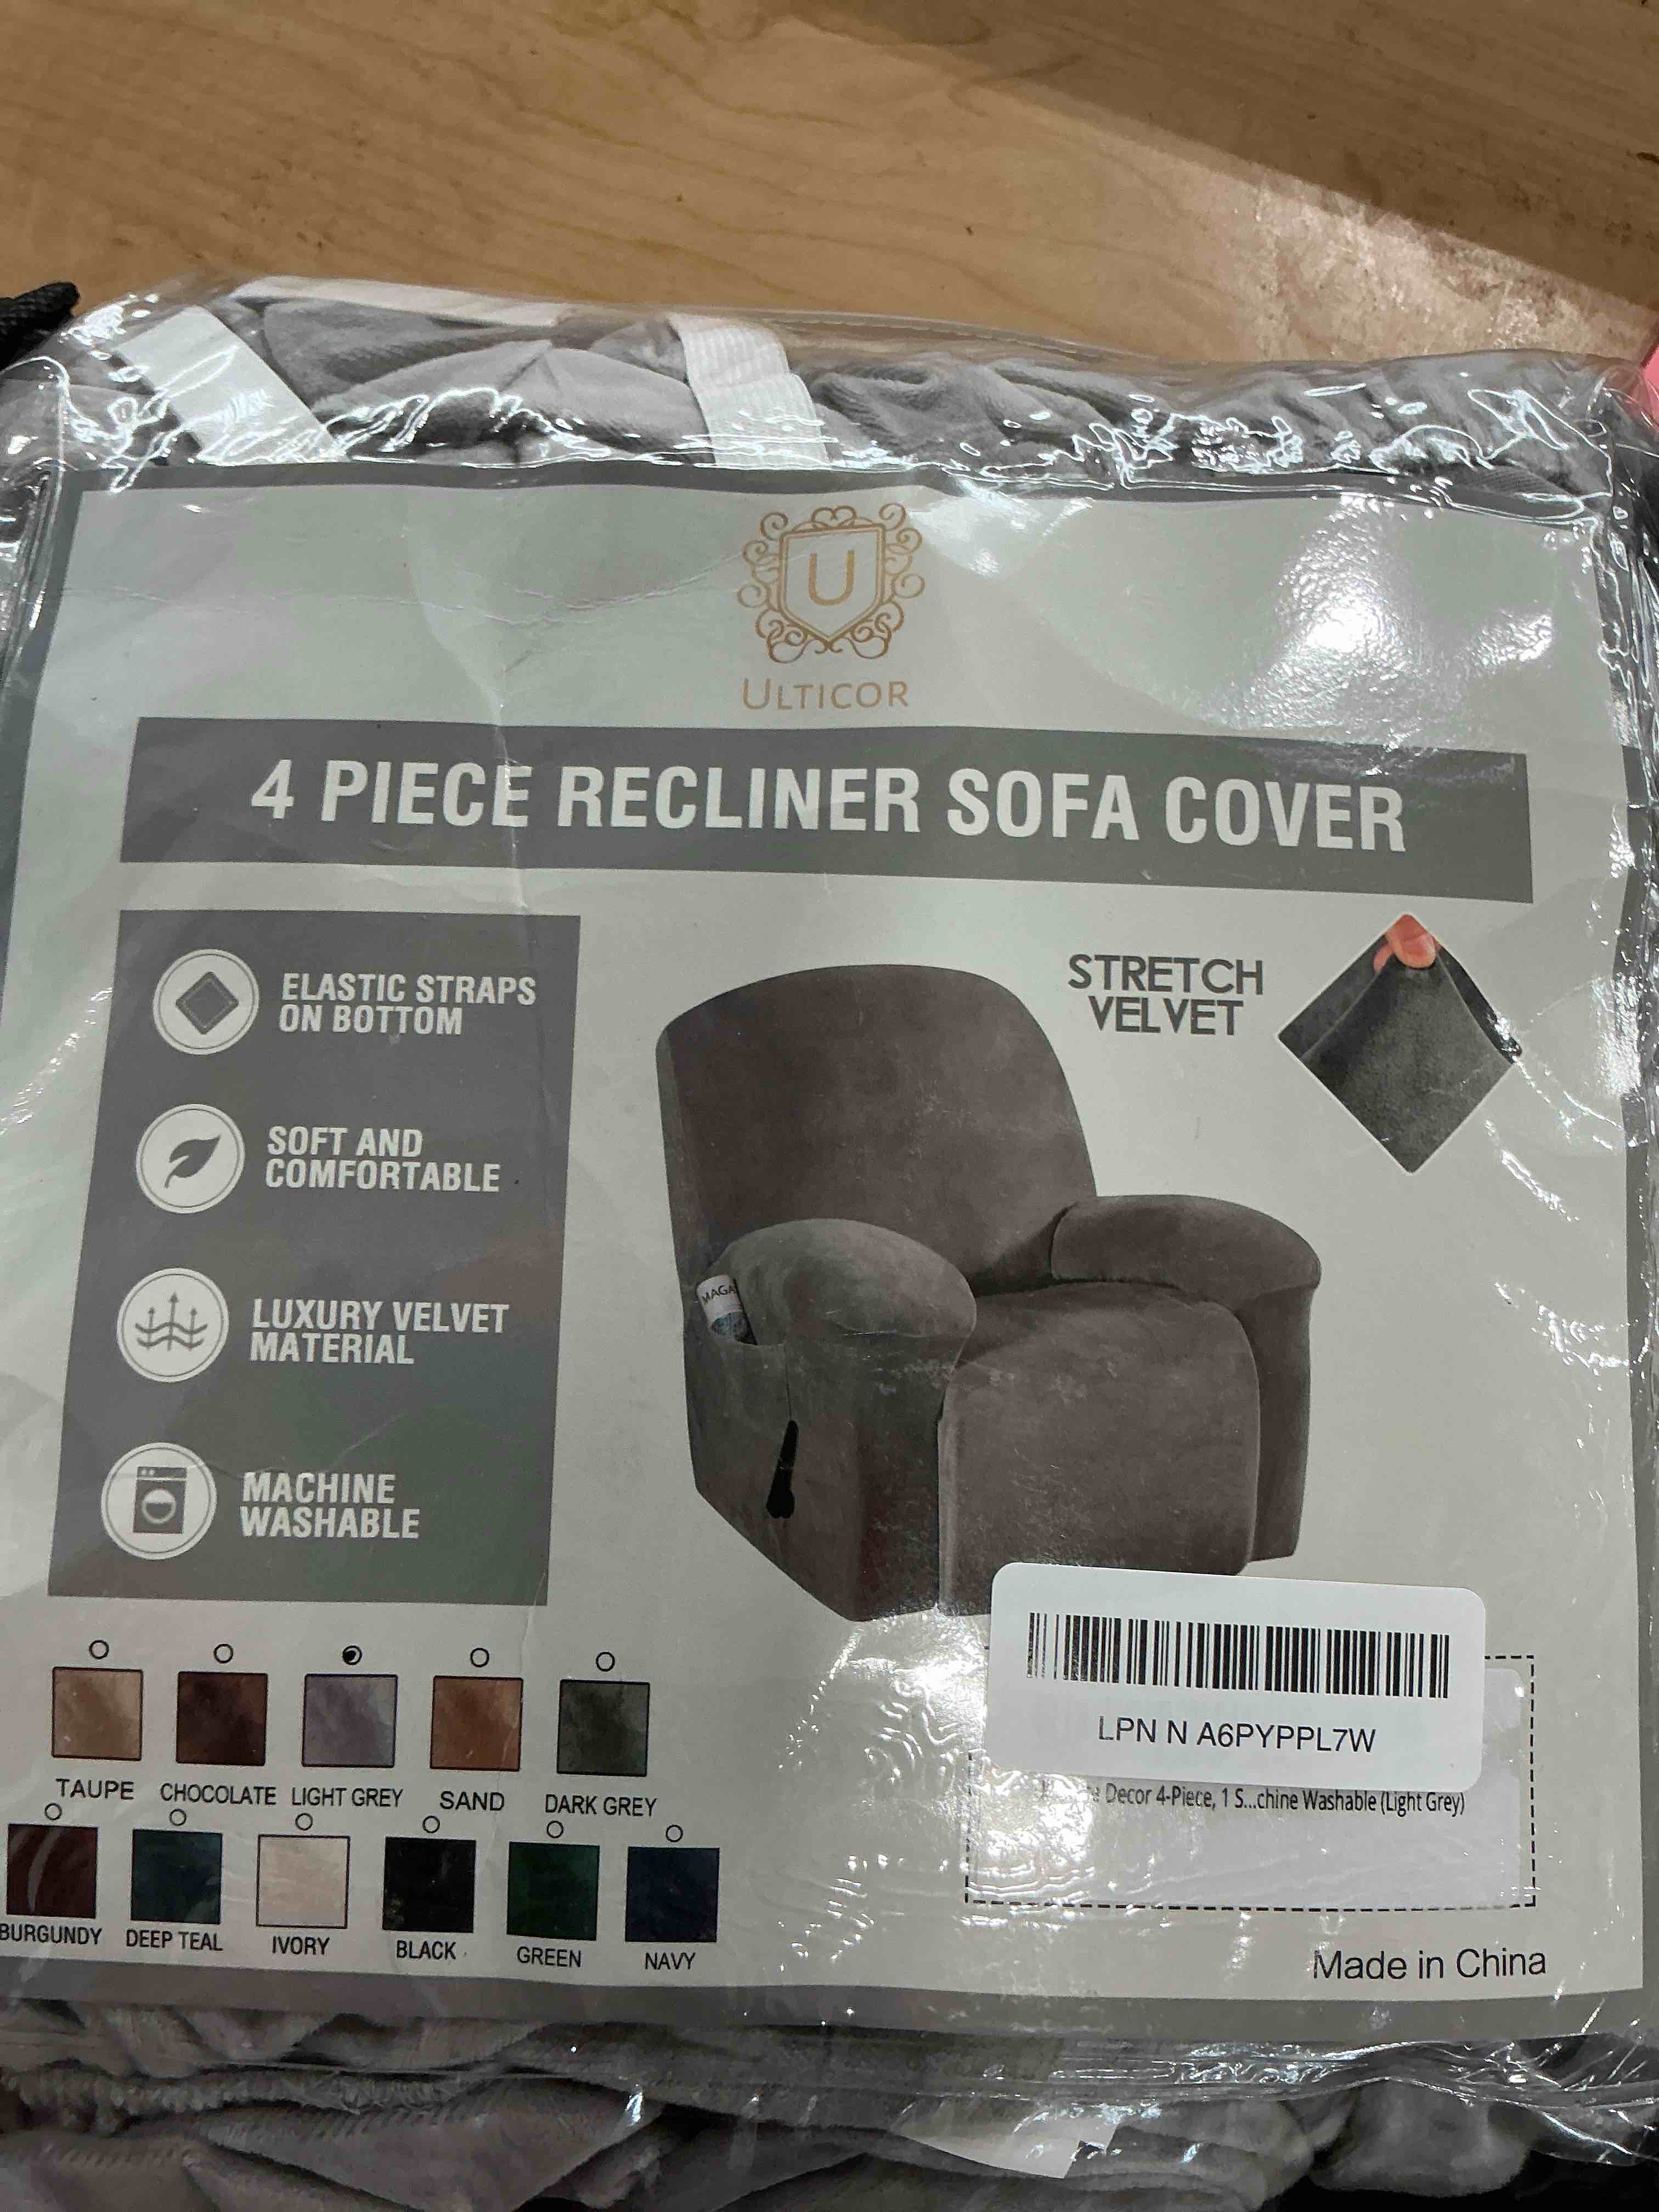 U
ULTICOR
4 PIECE RECLINER SOFA COVER
ELASTIC STRAPS
ON BOTTOM
SOFT AND
COMFORTABLE
LUXURY VELVET
MATERIAL
MACHINE
WASHABLE
STRETCH
VELVET
MAGA
TAUPE CHOCOLATE LIGHT GREY SAND DARK GREY
BURGUNDY DEEP TEAL IVORY BLACK GREEN NAVY
LPN N A6PYPPL7W
Decor 4-Piece, 1 S...chine Washable (Light Grey)
Made in China